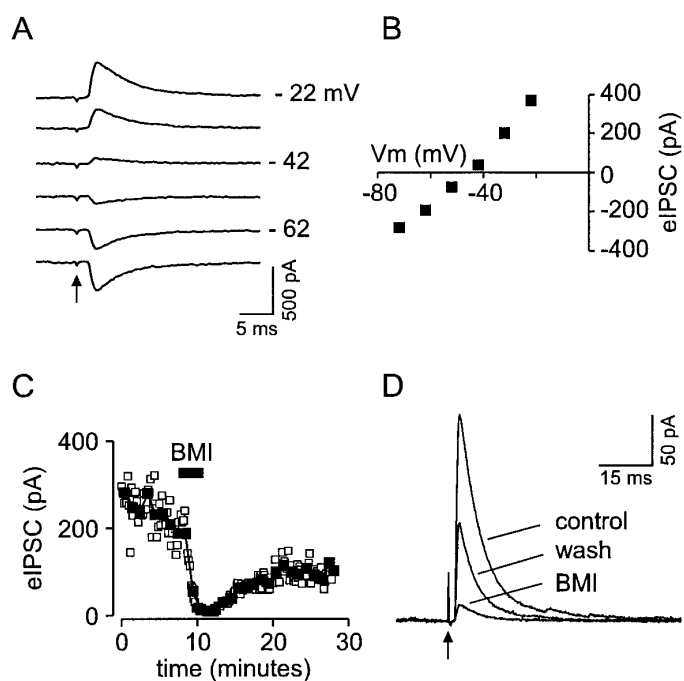 A
- 22 mV
- 42
- 62
500 pA
5 ms
B
Vm (mV)
-80
-40
400
200
0
-200
-400
eIPSC (pA)
C
BMI
400
200
0
eIPSC (pA)
0
10
20
30
time (minutes)
D
50 pA
15 ms
control
wash
BMI